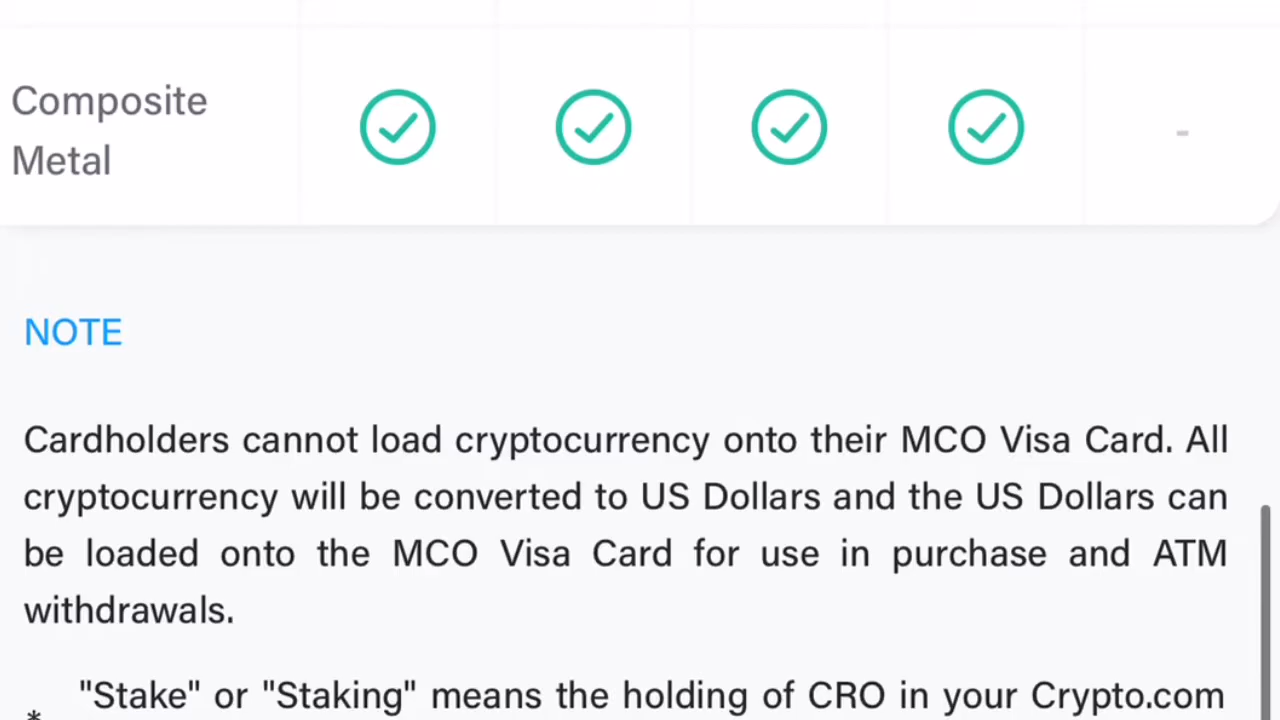 Composite
Metal
-
NOTE
Cardholders cannot load cryptocurrency onto their MCO Visa Card. All
cryptocurrency will be converted to US Dollars and the US Dollars can
be loaded onto the MCO Visa Card for use in purchase and ATM
withdrawals.
* "Stake" or "Staking" means the holding of CRO in your Crypto.com